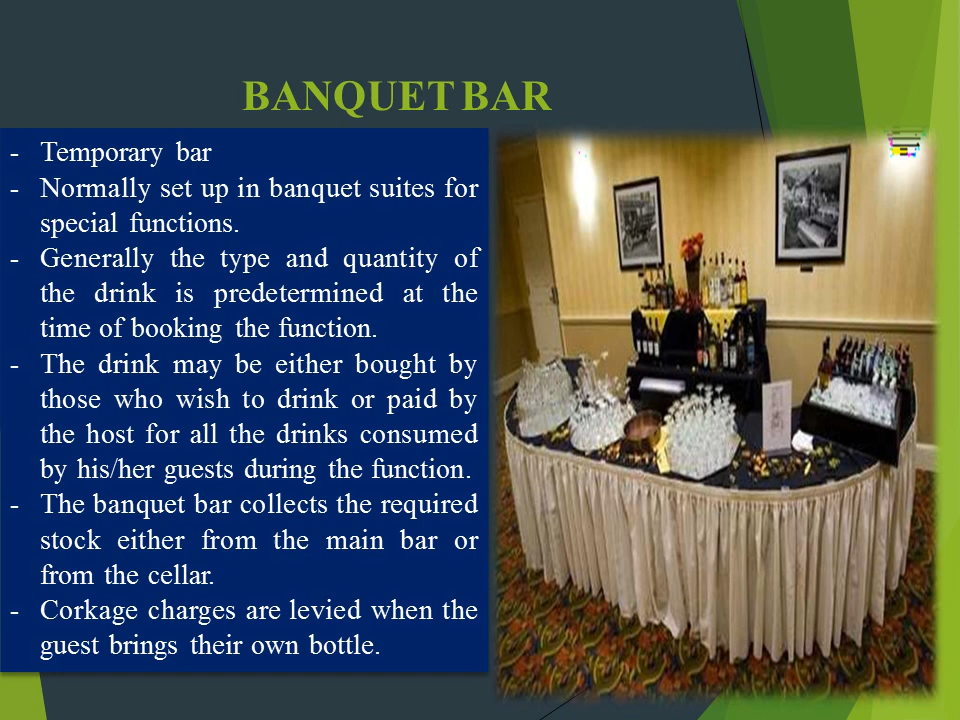 BANQUET BAR
- Temporary bar
- Normally set up in banquet suites for
special functions.
- Generally the type and quantity of
the drink is predetermined at the
time of booking the function.
- The drink may be either bought by
those who wish to drink or paid by
the host for all the drinks consumed
by his/her guests during the function.
- The banquet bar collects the required
stock either from the main bar or
from the cellar.
- Corkage charges are levied when the
guest brings their own bottle.